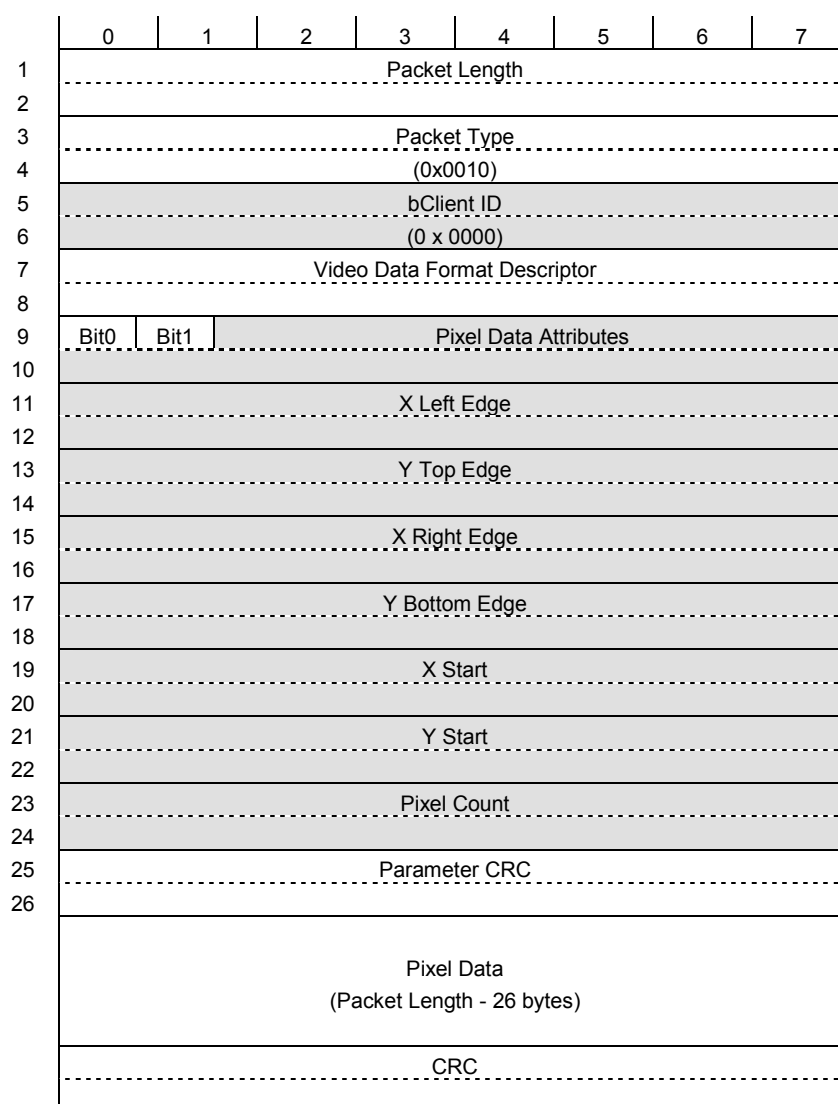 0 1 2 3 4 5 6 7
1 Packet Length
2
3 Packet Type
4 (0x0010)
5 bClient ID
6 (0 x 0000)
7 Video Data Format Descriptor
8
9 Bit0 Bit1 Pixel Data Attributes
10
11 X Left Edge
12
13 Y Top Edge
14
15 X Right Edge
16
17 Y Bottom Edge
18
19 X Start
20
21 Y Start
22
23 Pixel Count
24
25 Parameter CRC
26
Pixel Data
(Packet Length - 26 bytes)
CRC